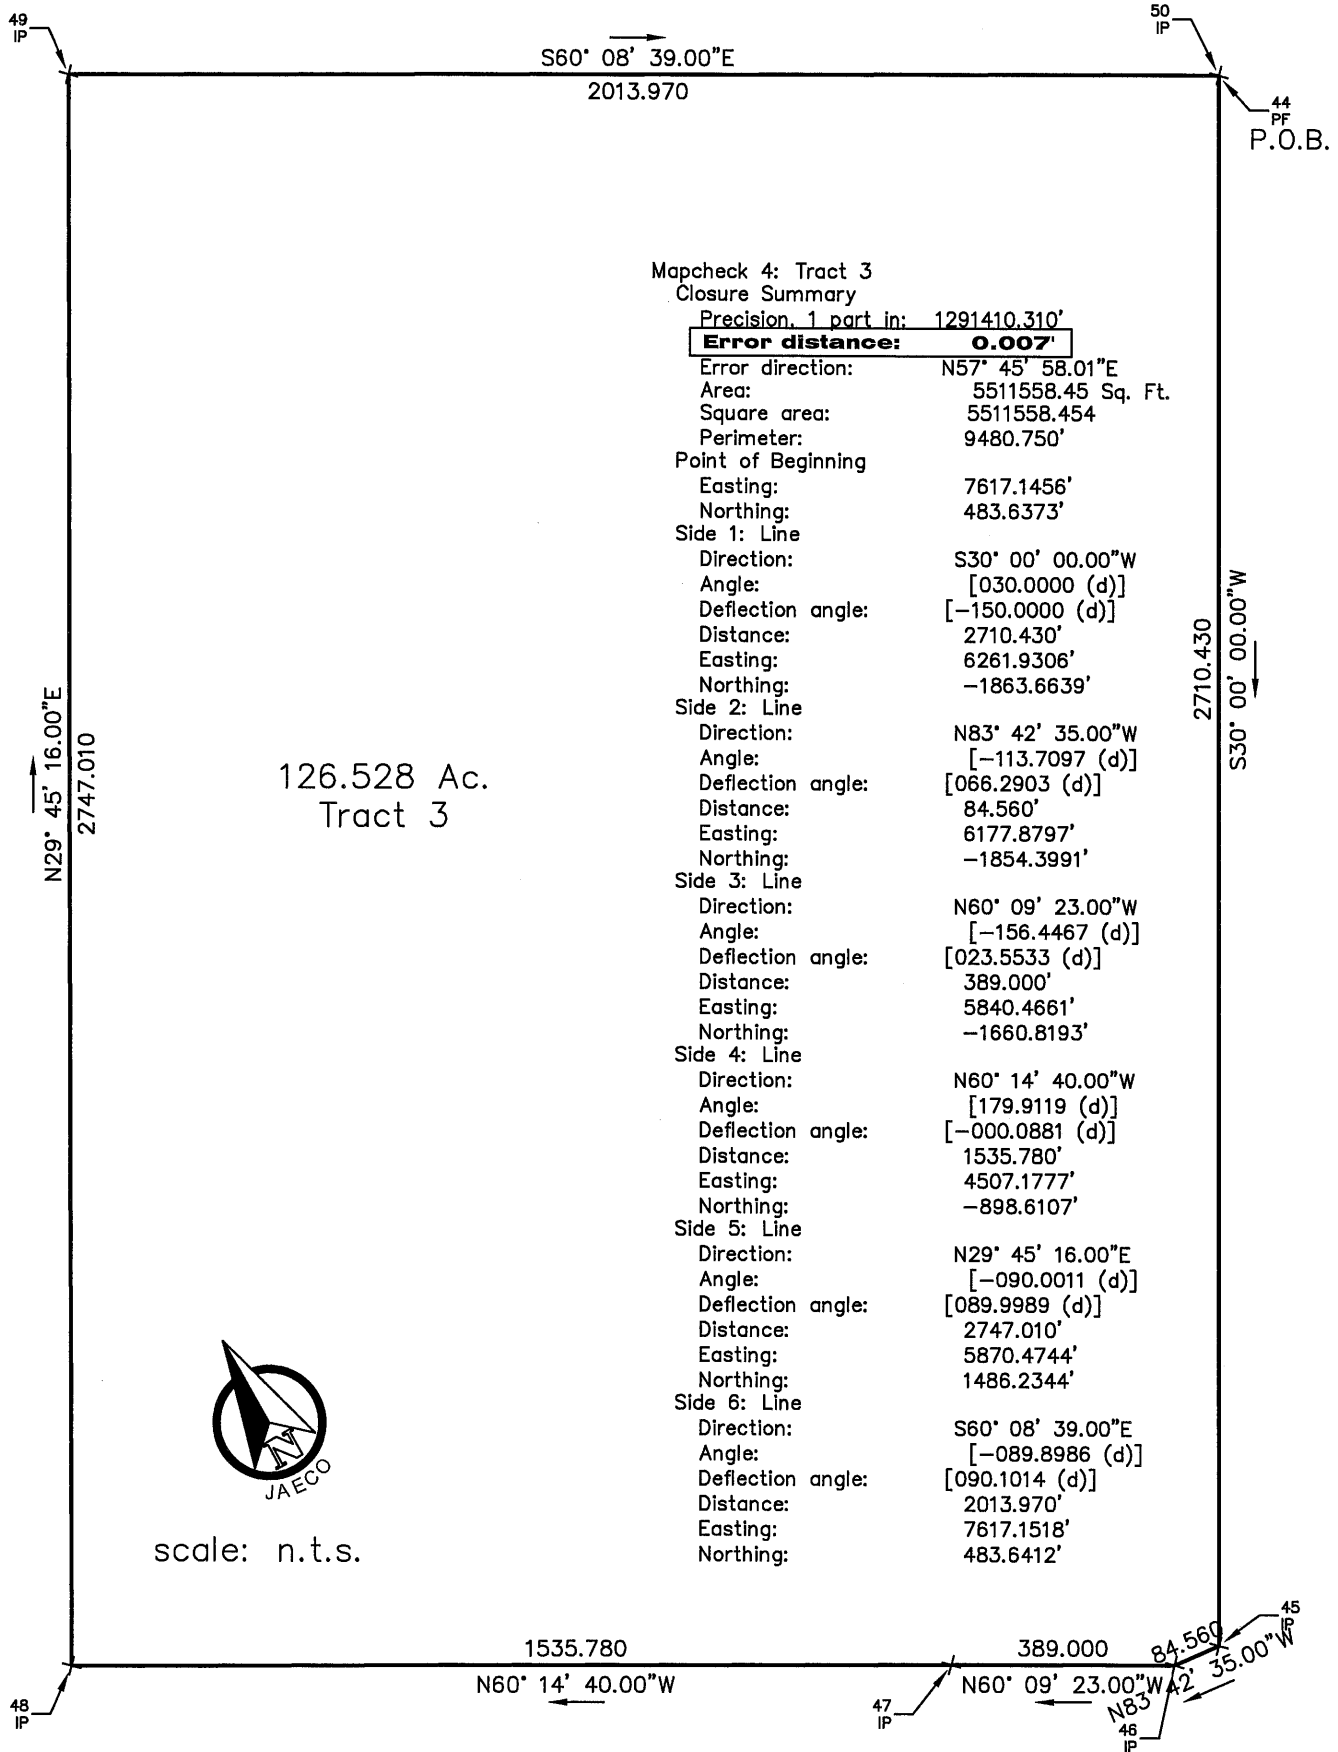 49
IP
50
IP
S60° 08' 39.00"E
2013.970
44
PF
P.O.B.
Mapcheck 4: Tract 3
Closure Summary
Precision, 1 part in: 1291410.310'
Error distance: 0.007'
Error direction: N57° 45' 58.01"E
Area: 5511558.45 Sq. Ft.
Square area: 5511558.454
Perimeter: 9480.750'
Point of Beginning
Easting: 7617.1456'
Northing: 483.6373'
Side 1: Line
Direction: S30° 00' 00.00"W
Angle: [030.0000 (d)]
Deflection angle: [-150.0000 (d)]
Distance: 2710.430'
Easting: 6261.9306'
Northing: -1863.6639'
Side 2: Line
Direction: N83° 42' 35.00"W
Angle: [-113.7097 (d)]
Deflection angle: [066.2903 (d)]
Distance: 84.560'
Easting: 6177.8797'
Northing: -1854.3991'
Side 3: Line
Direction: N60° 09' 23.00"W
Angle: [-156.4467 (d)]
Deflection angle: [023.5533 (d)]
Distance: 389.000'
Easting: 5840.4661'
Northing: -1660.8193'
Side 4: Line
Direction: N60° 14' 40.00"W
Angle: [179.9119 (d)]
Deflection angle: [-000.0881 (d)]
Distance: 1535.780'
Easting: 4507.1777'
Northing: -898.6107'
Side 5: Line
Direction: N29° 45' 16.00"E
Angle: [-090.0011 (d)]
Deflection angle: [089.9989 (d)]
Distance: 2747.010'
Easting: 5870.4744'
Northing: 1486.2344'
Side 6: Line
Direction: S60° 08' 39.00"E
Angle: [-089.8986 (d)]
Deflection angle: [090.1014 (d)]
Distance: 2013.970'
Easting: 7617.1518'
Northing: 483.6412'
2710.430
S30° 00' 00.00"W
N29° 45' 16.00"E
2747.010
126.528 Ac.
Tract 3
N
JAECO
scale: n.t.s.
1535.780
389.000
84.560
45
IP
N60° 14' 40.00"W
N60° 09' 23.00"W
N83° 42' 35.00"W
48
IP
47
IP
46
IP